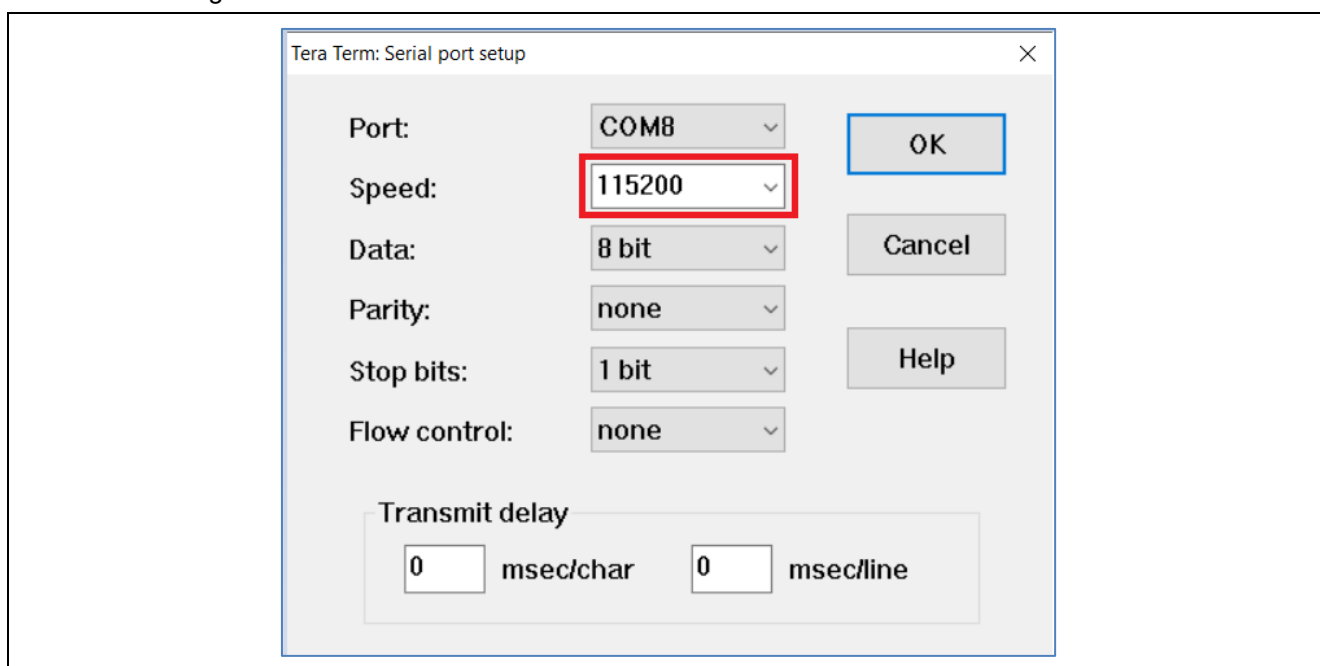 Tera Term: Serial port setup
Port: COM8
OK
Speed: 115200
Data: 8 bit
Cancel
Parity: none
Stop bits: 1 bit
Help
Flow control: none
Transmit delay
0 msec/char 0 msec/line